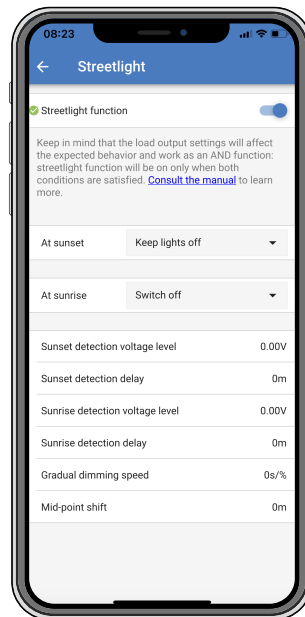 08:23
Streetlight
Streetlight function
Keep in mind that the load output settings will affect
the expected behavior and work as an AND function:
streetlight function will be on only when both
conditions are satisfied. Consult the manual to learn
more.
At sunset Keep lights off
At sunrise Switch off
Sunset detection voltage level 0.00V
Sunset detection delay 0m
Sunrise detection voltage level 0.00V
Sunrise detection delay 0m
Gradual dimming speed 0s/%
Mid-point shift 0m